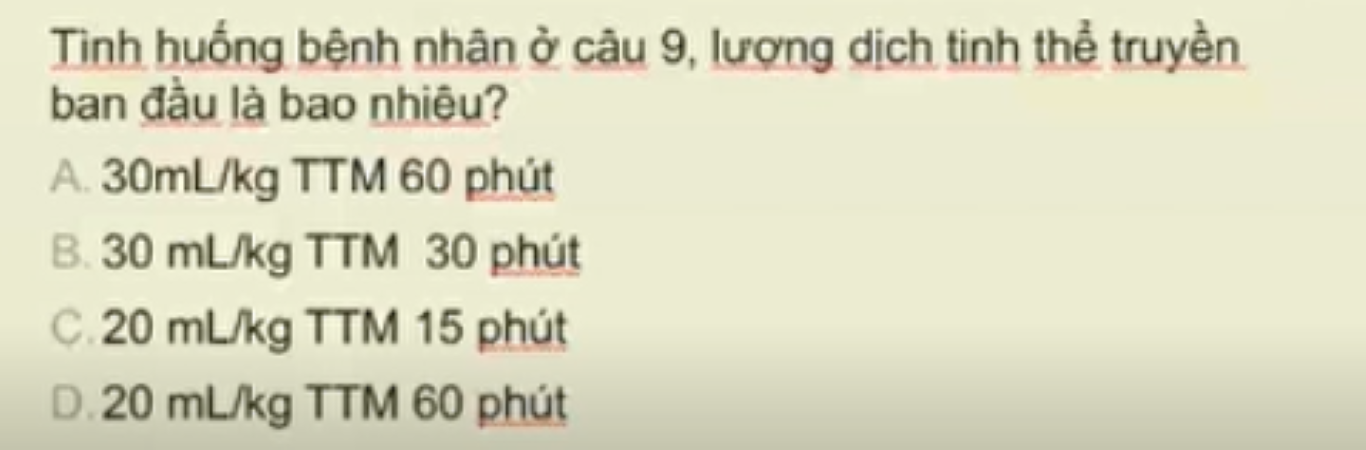 Tình huống bệnh nhân ở câu 9, lượng dịch tinh thể truyền
ban đầu là bao nhiêu?
A. 30mL/kg TTM 60 phút
B. 30 mL/kg TTM 30 phút
C. 20 mL/kg TTM 15 phút
D. 20 mL/kg TTM 60 phút